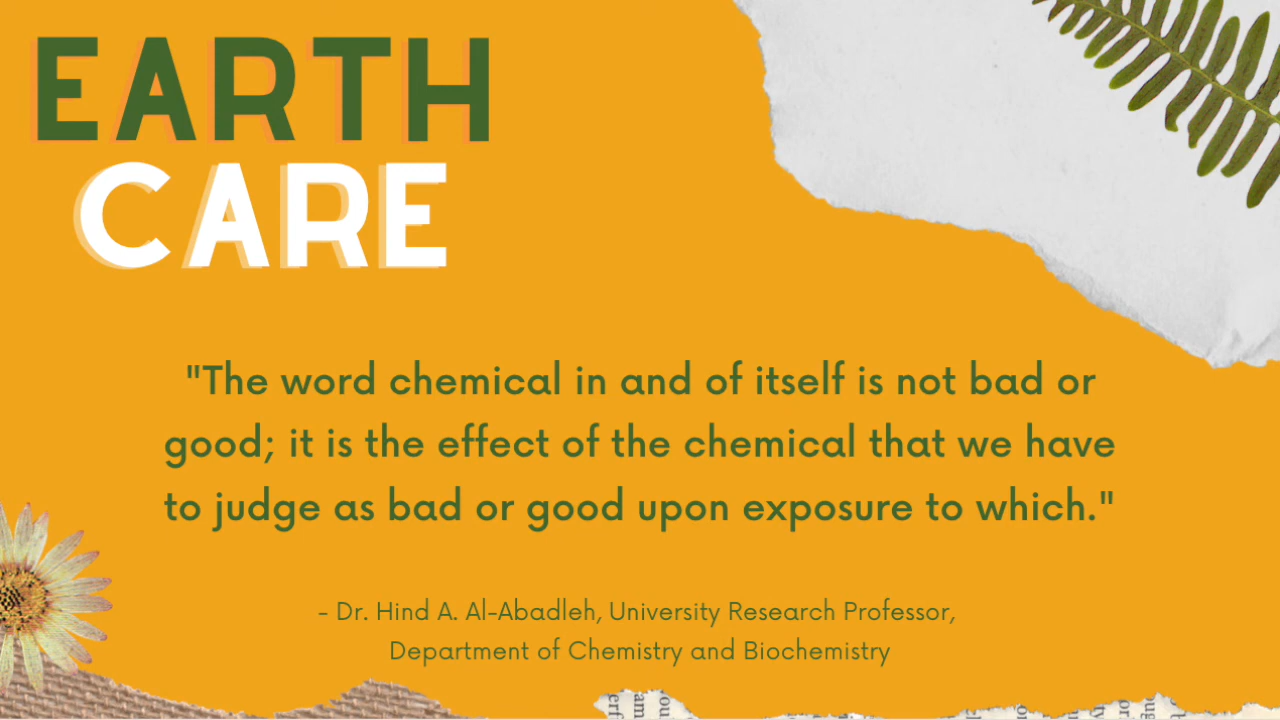 EARTH
CARE
"The word chemical in and of itself is not bad or
good; it is the effect of the chemical that we have
to judge as bad or good upon exposure to which."
- Dr. Hind A. Al-Abadleh, University Research Professor,
Department of Chemistry and Biochemistry